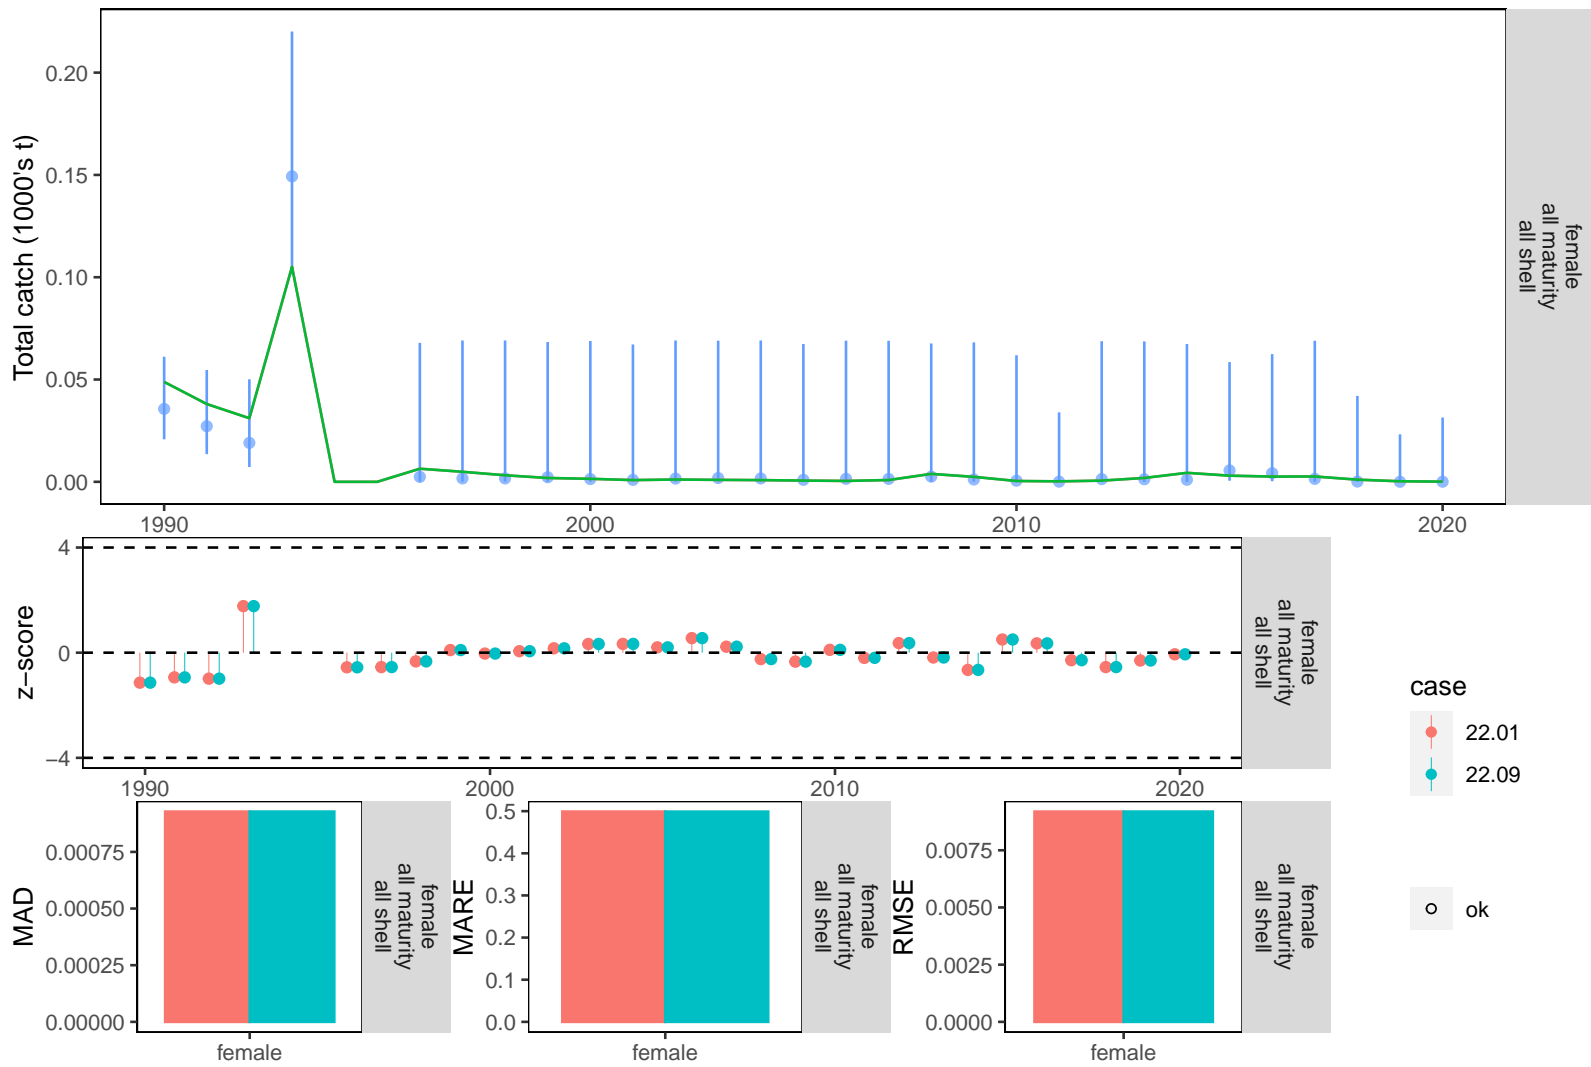 Total catch (1000's t)
0.20
0.15
0.10
0.05
0.00
1990
2000
2010
2020
female
all maturity
all shell
z−score
4
0
−4
1990
2000
2010
2020
female
all maturity
all shell
MAD
0.00075
0.00050
0.00025
0.00000
female
female
all maturity
all shell
MARE
0.5
0.4
0.3
0.2
0.1
0.0
female
female
all maturity
all shell
RMSE
0.0075
0.0050
0.0025
0.0000
female
female
all maturity
all shell
case
22.01
22.09
ok